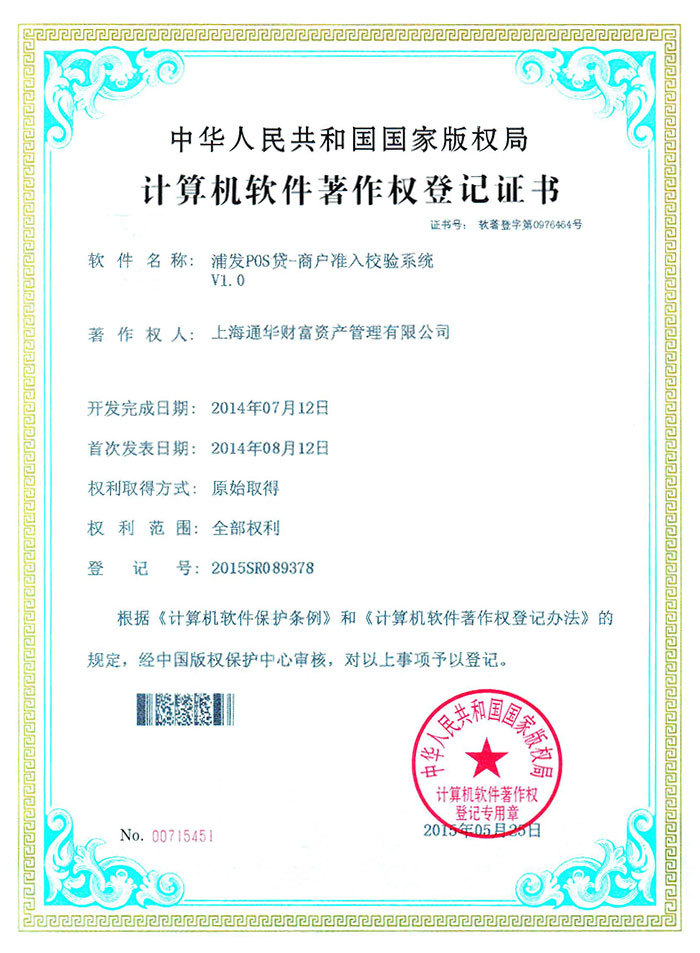 中华人民共和国国家版权局
计算机软件著作权登记证书
证书号： 软著登字第0976464号
软件名称： 浦发POS贷-商户准入校验系统
V1.0
著作权人： 上海通华财富资产管理有限公司
开发完成日期： 2014年07月12日
首次发表日期： 2014年08月12日
权利取得方式： 原始取得
权利范围： 全部权利
登记号： 2015SR089378
根据《计算机软件保护条例》和《计算机软件著作权登记办法》的
规定，经中国版权保护中心审核，对以上事项予以登记。
中华人民共和国国家版权局
计算机软件著作权
登记专用章
No. 00715451
2015年05月25日